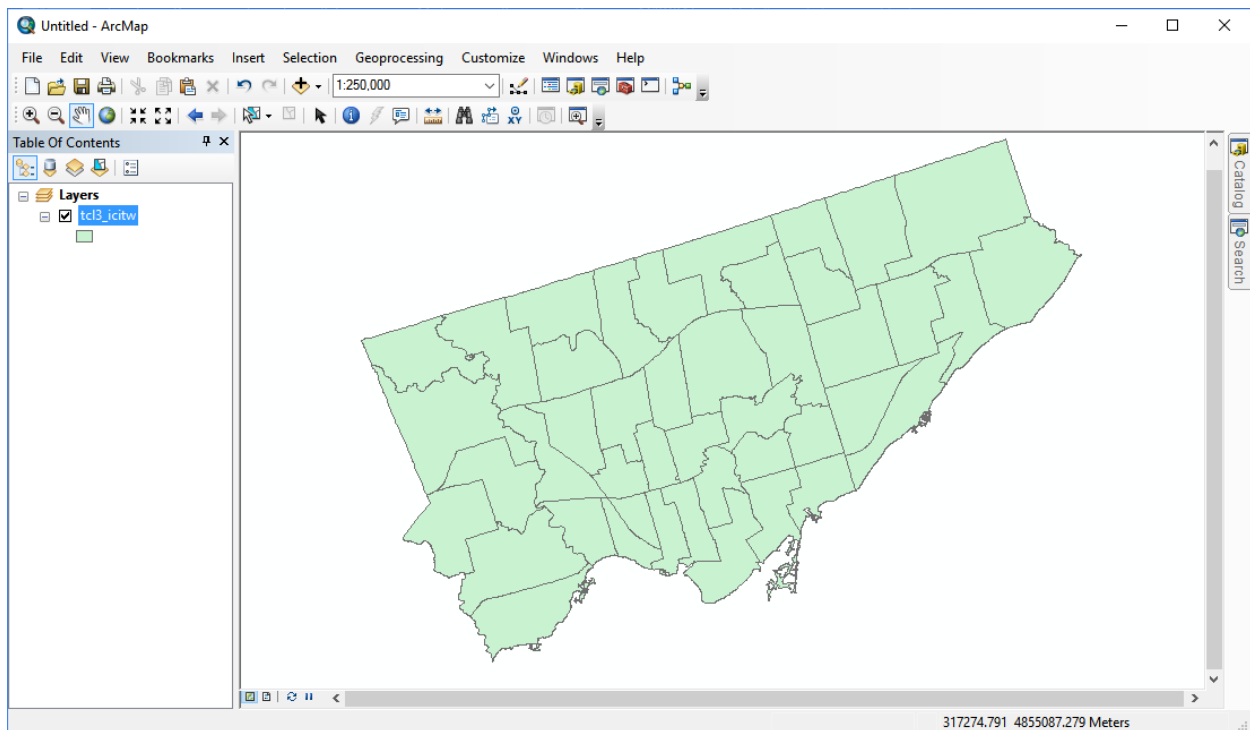 Untitled - ArcMap
File Edit View Bookmarks Insert Selection Geoprocessing Customize Windows Help
1:250,000
XY
Table Of Contents
Layers
tcl3_icitw
Catalog
Search
317274.791 4855087.279 Meters